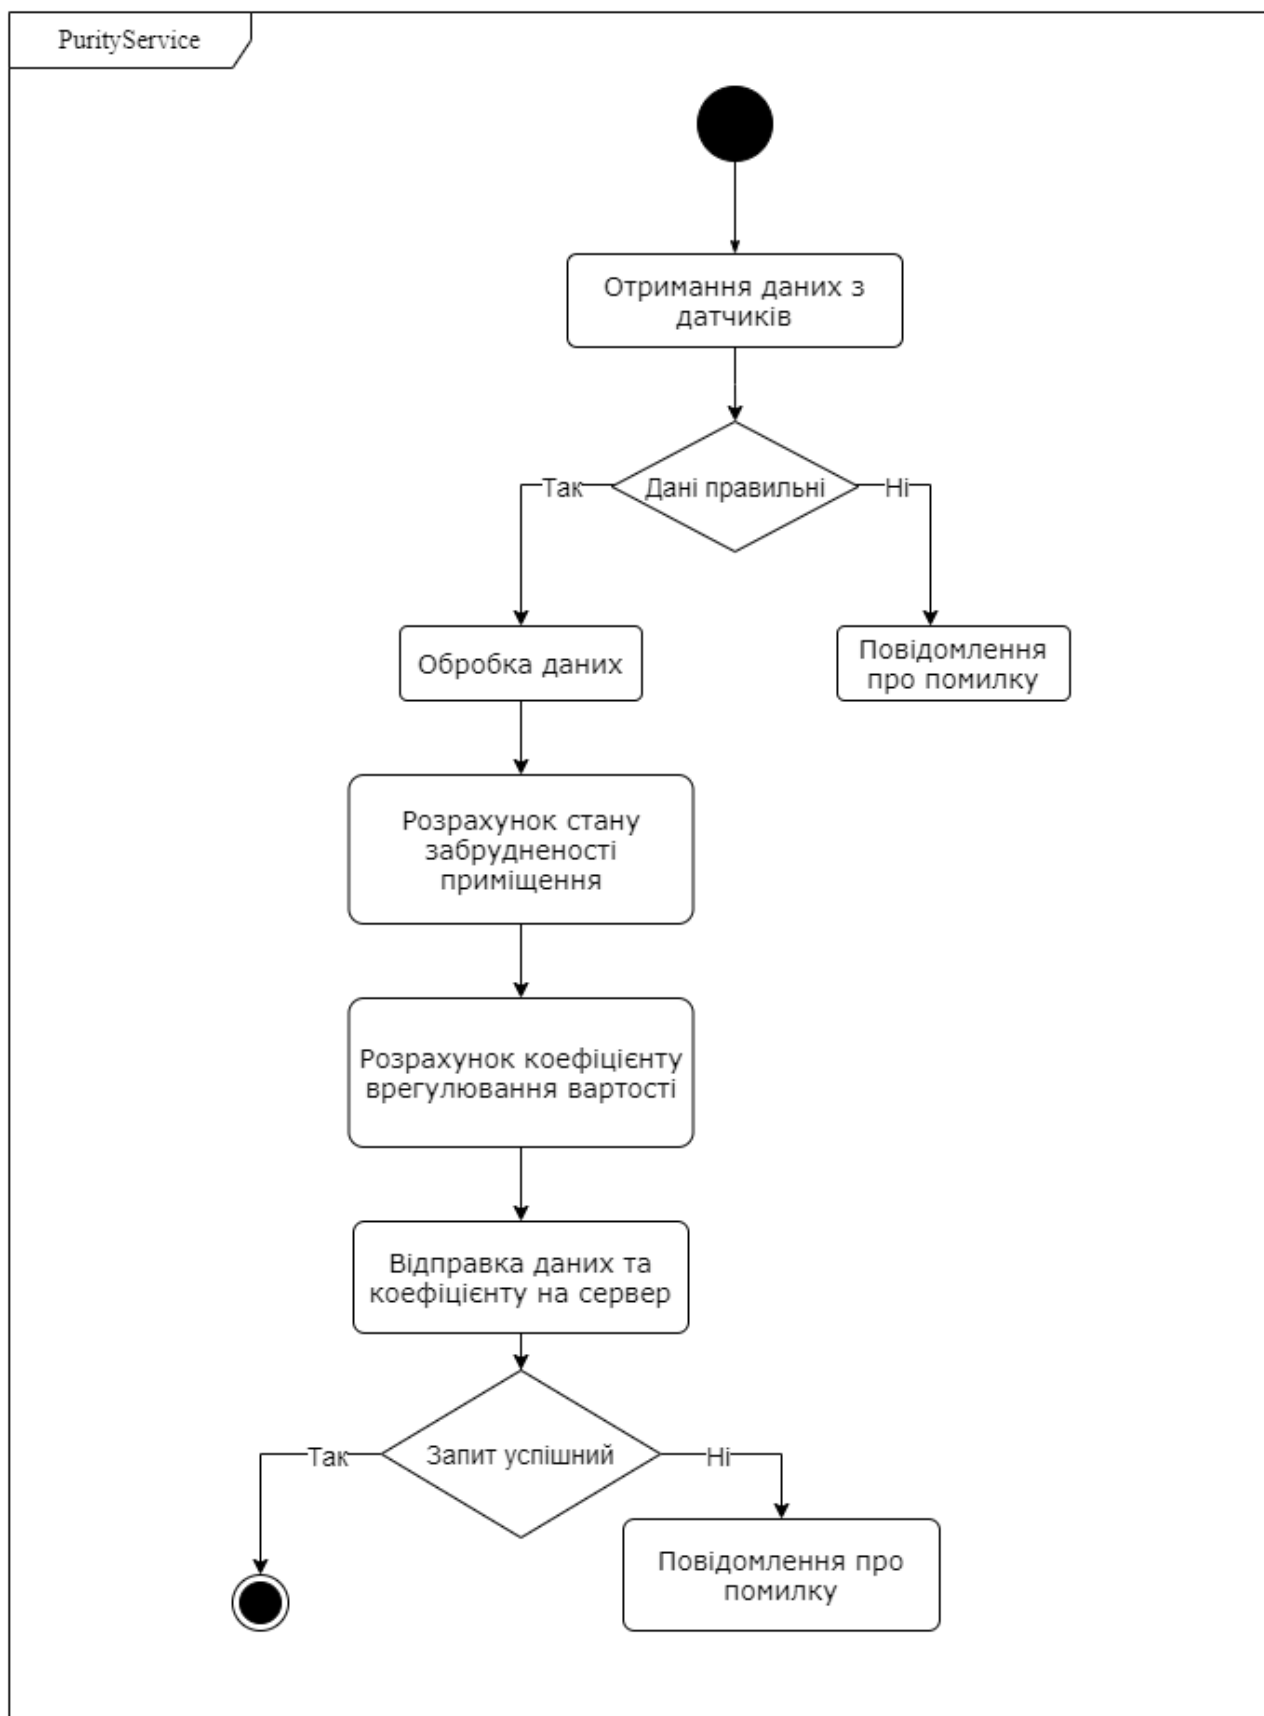 PurityService
Отримання даних з
датчиків
Так
Дані правильні
Ні
Обробка даних
Повідомлення
про помилку
Розрахунок стану
забрудненості
приміщення
Розрахунок коефіцієнту
врегулювання вартості
Відправка даних та
коефіцієнту на сервер
Так
Запит успішний
Ні
Повідомлення про
помилку